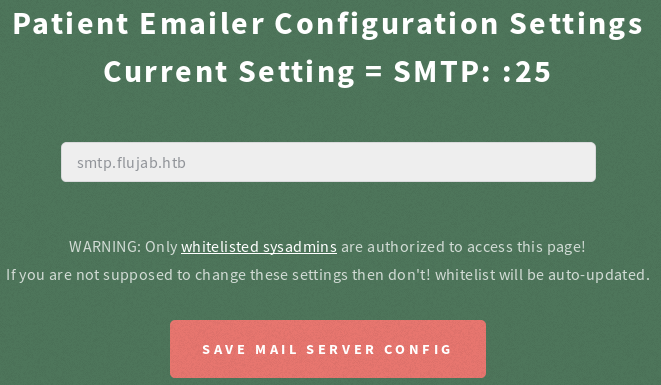 Patient Emailer Configuration Settings
Current Setting = SMTP: :25
smtp.flujab.htb
WARNING: Only whitelisted sysadmins are authorized to access this page!
If you are not supposed to change these settings then don't! whitelist will be auto-updated.
SAVE MAIL SERVER CONFIG